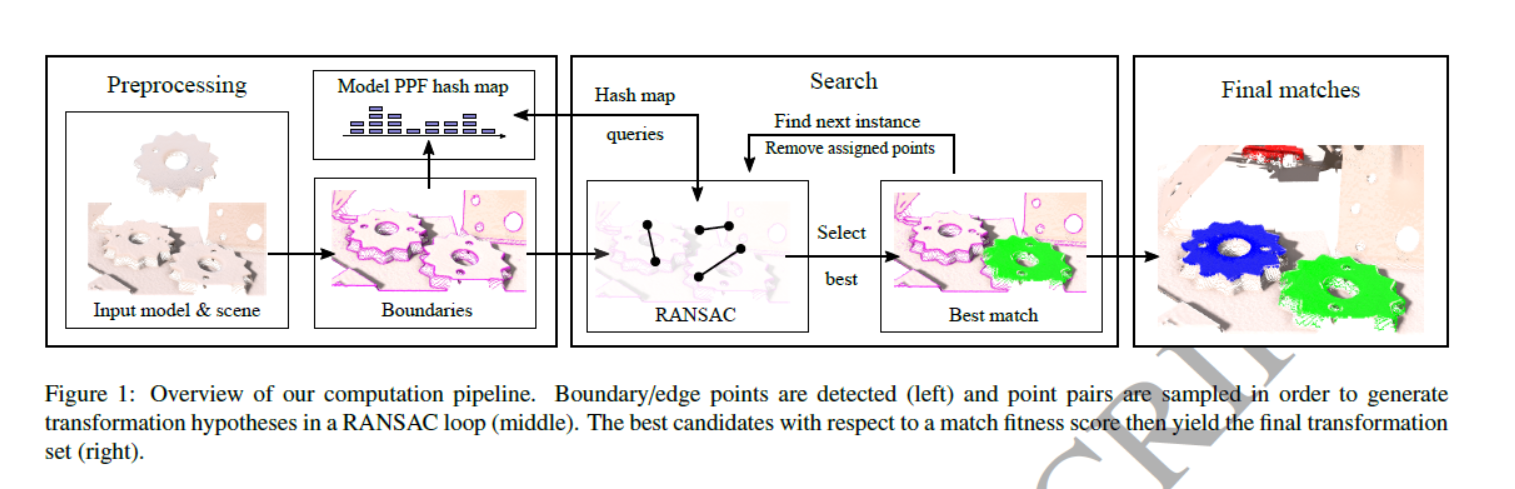 Preprocessing
Model PPF hash map
Input model & scene
Boundaries
Search
Hash map
queries
Find next instance
Remove assigned points
RANSAC
Select
best
Best match
Final matches
Figure 1: Overview of our computation pipeline. Boundary/edge points are detected (left) and point pairs are sampled in order to generate
transformation hypotheses in a RANSAC loop (middle). The best candidates with respect to a match fitness score then yield the final transformation
set (right).